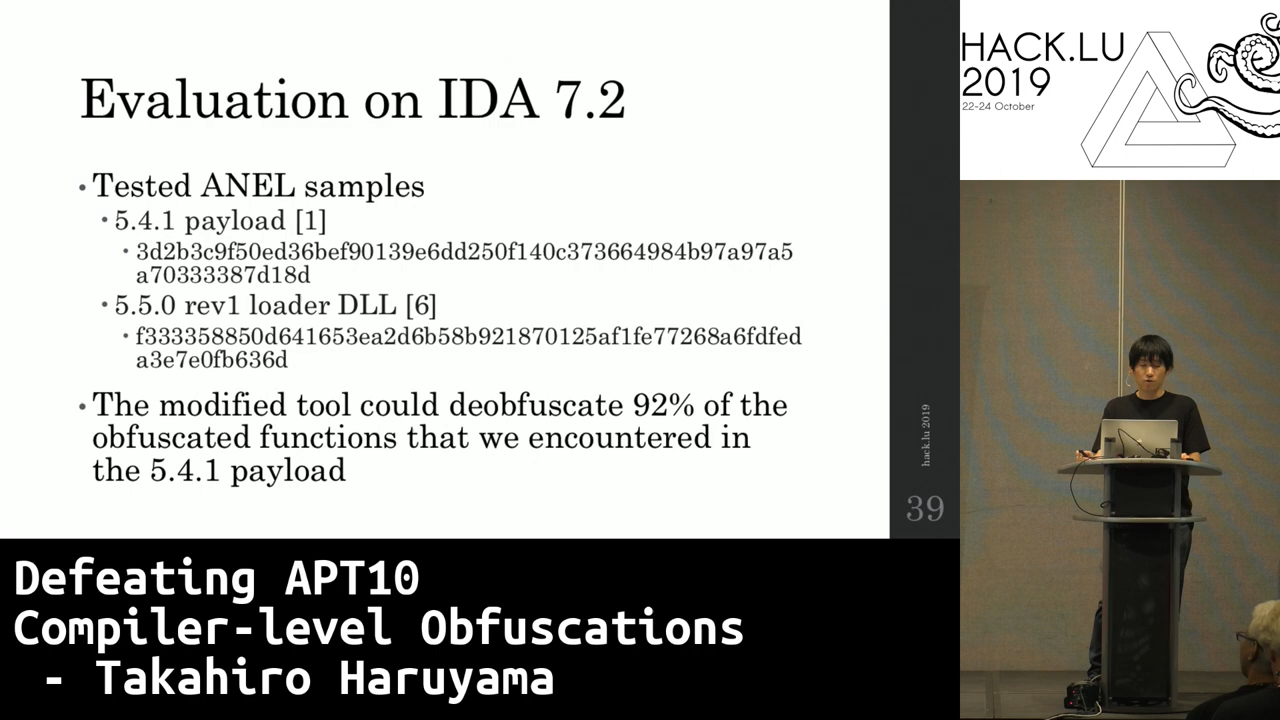 Evaluation on IDA 7.2
• Tested ANEL samples
• 5.4.1 payload [1]
• 3d2b3c9f50ed36bef90139e6dd250f140c373664984b97a97a5
a70333387d18d
• 5.5.0 rev1 loader DLL [6]
• f333358850d641653ea2d6b58b921870125af1fe77268a6fdfed
a3e7e0fb636d
• The modified tool could deobfuscate 92% of the
obfuscated functions that we encountered in
the 5.4.1 payload
hack.lu 2019
39
HACK.LU
2019
22-24 October
Defeating APT10
Compiler-level Obfuscations
- Takahiro Haruyama